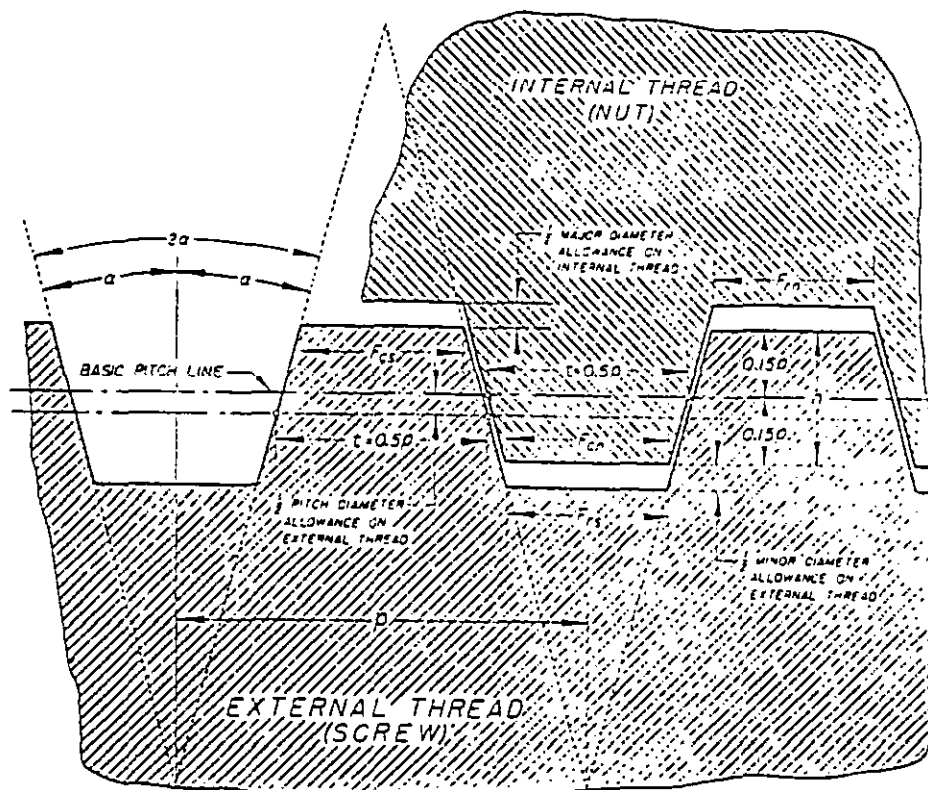 INTERNAL THREAD
(NUT)
2α
α
α
½ MAJOR DIAMETER
ALLOWANCE ON
INTERNAL THREAD
Frn
Fcs
BASIC PITCH LINE
t=0.5p
0.15p
h
t=0.5p
Fcn
0.15p
½ PITCH DIAMETER
ALLOWANCE ON
EXTERNAL THREAD
Frs
½ MINOR DIAMETER
ALLOWANCE ON
EXTERNAL THREAD
p
EXTERNAL THREAD
(SCREW)